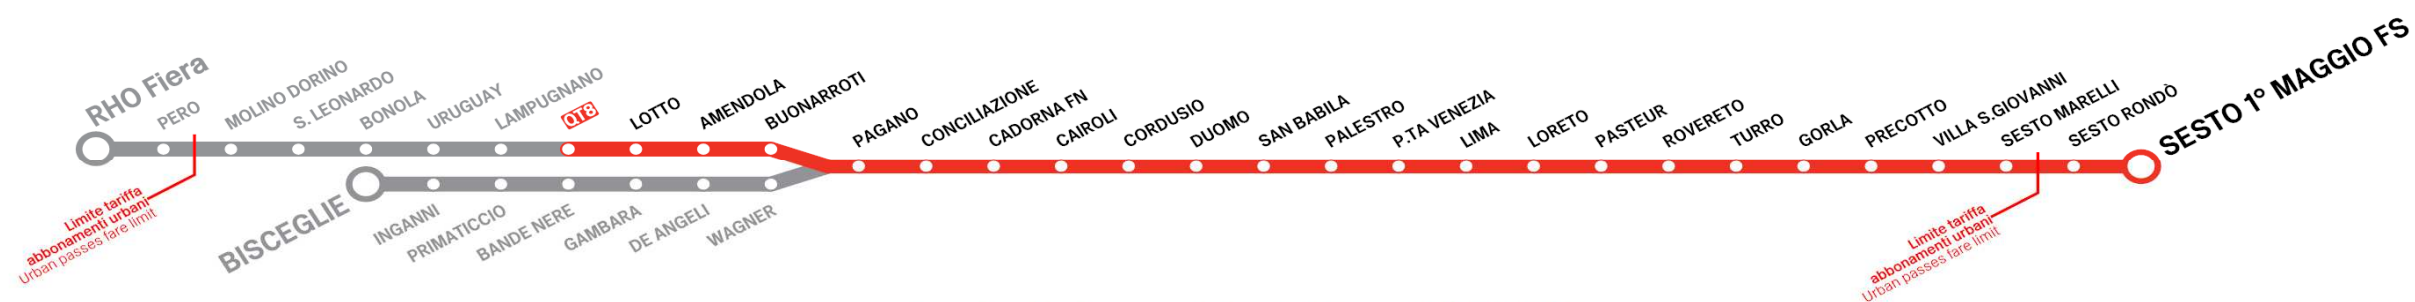 RHO Fiera
PERO
MOLINO DORINO
S. LEONARDO
BONOLA
URUGUAY
LAMPUGNANO
QT8
LOTTO
AMENDOLA
BUONARROTI
PAGANO
CONCILIAZIONE
CADORNA FN
CAIROLI
CORDUSIO
DUOMO
SAN BABILA
PALESTRO
P.TA VENEZIA
LIMA
LORETO
PASTEUR
ROVERETO
TURRO
GORLA
PRECOTTO
VILLA S.GIOVANNI
SESTO MARELLI
SESTO RONDÒ
SESTO 1° MAGGIO FS
Limite tariffa
abbonamenti urbani
Urban passes fare limit
BISCEGLIE
INGANNI
PRIMATICCIO
BANDE NERE
GAMBARA
DE ANGELI
WAGNER
Limite tariffa
abbonamenti urbani
Urban passes fare limit